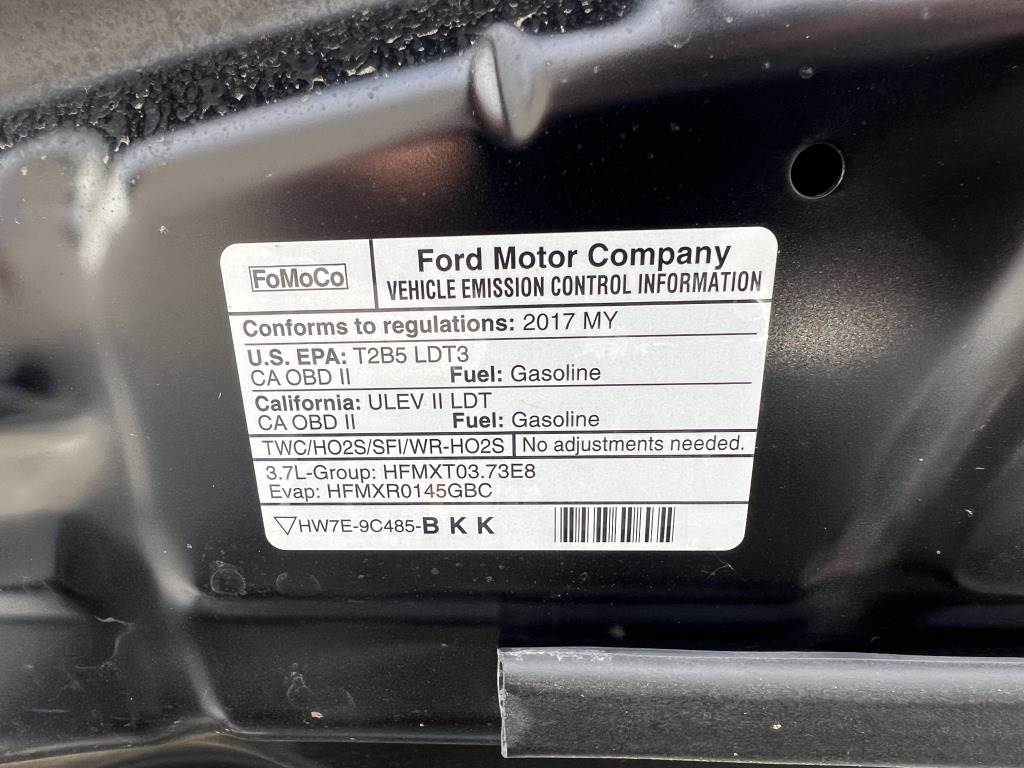 FoMoCo
Ford Motor Company
VEHICLE EMISSION CONTROL INFORMATION
Conforms to regulations: 2017 MY
U.S. EPA: T2B5 LDT3
CA OBD II Fuel: Gasoline
California: ULEV II LDT
CA OBD II Fuel: Gasoline
TWC/HO2S/SFI/WR-HO2S No adjustments needed.
3.7L-Group: HFMXT03.73E8
Evap: HFMXR0145GBC
HW7E-9C485-B K K